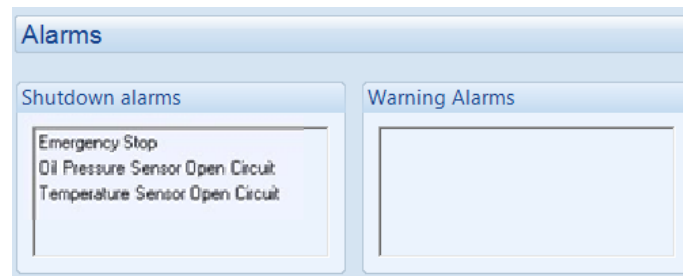 Alarms
Shutdown alarms
Warning Alarms
Emergency Stop
Oil Pressure Sensor Open Circuit
Temperature Sensor Open Circuit